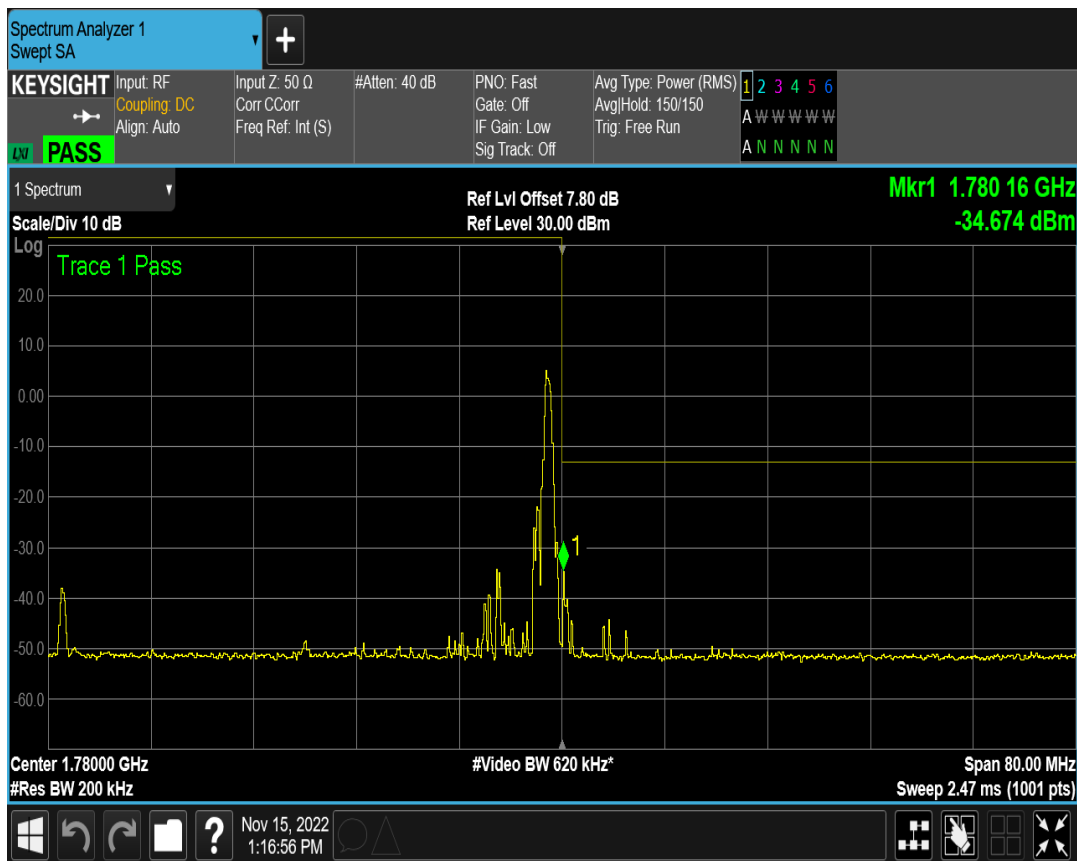 Spectrum Analyzer 1
Swept SA
+
KEYSIGHT
LXI PASS
Input: RF
Coupling: DC
Align: Auto
Input Z: 50 Ω
Corr CCorr
Freq Ref: Int (S)
#Atten: 40 dB
PNO: Fast
Gate: Off
IF Gain: Low
Sig Track: Off
Avg Type: Power (RMS)
Avg|Hold: 150/150
Trig: Free Run
1 2 3 4 5 6
A W W W W W
A N N N N N
1 Spectrum
Scale/Div 10 dB
Ref Lvl Offset 7.80 dB
Ref Level 30.00 dBm
Mkr1 1.780 16 GHz
-34.674 dBm
Log
Trace 1 Pass
20.0
10.0
0.00
-10.0
-20.0
-30.0
-40.0
-50.0
-60.0
1
Center 1.78000 GHz
#Res BW 200 kHz
#Video BW 620 kHz*
Span 80.00 MHz
Sweep 2.47 ms (1001 pts)
?
Nov 15, 2022
1:16:56 PM